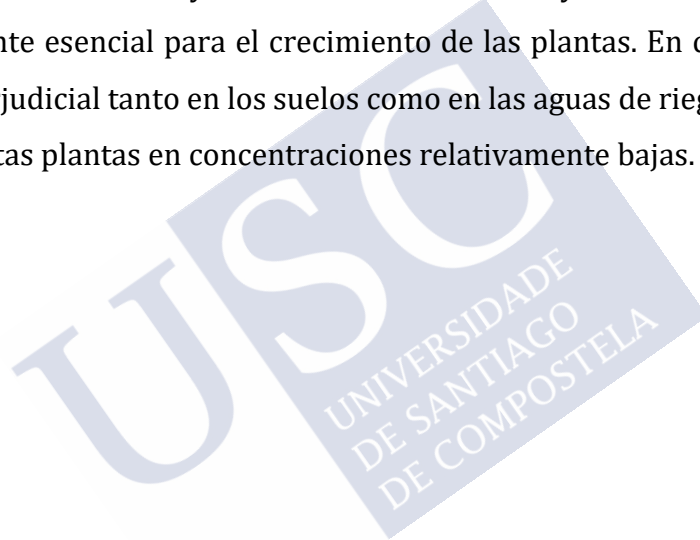 nte esencial para el crecimiento de las plantas. En c
judicial tanto en los suelos como en las aguas de rieg
tas plantas en concentraciones relativamente bajas.
USC
UNIVERSIDADE
DE SANTIAGO
DE COMPOSTELA